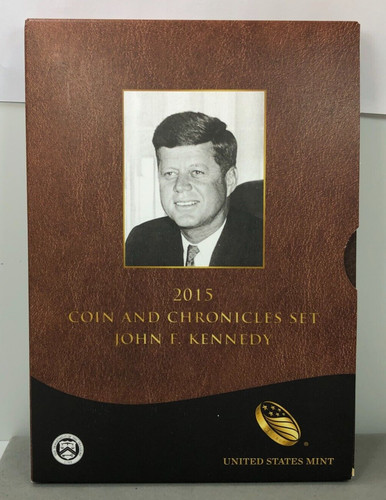 2015
COIN AND CHRONICLES SET
JOHN F. KENNEDY
UNITED STATES MINT